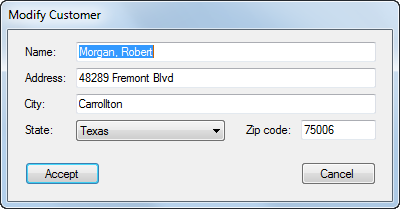 Modify Customer
Name: Morgan, Robert
Address: 48289 Fremont Blvd
City: Carrollton
State: Texas Zip code: 75006
Accept Cancel